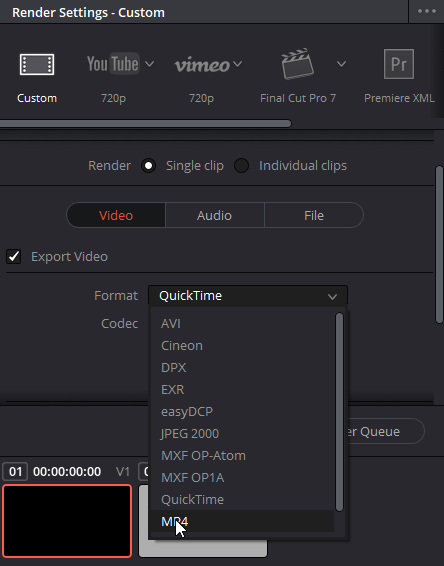 Render Settings - Custom
YouTube vimeo Pr
Custom 720p 720p Final Cut Pro 7 Premiere XML
Render Single clip Individual clips
Video Audio File
Export Video
Format QuickTime
Codec
AVI
Cineon
DPX
EXR
easyDCP
JPEG 2000
MXF OP-Atom
MXF OP1A
QuickTime
MP4
Queue
01 00:00:00:00 V1